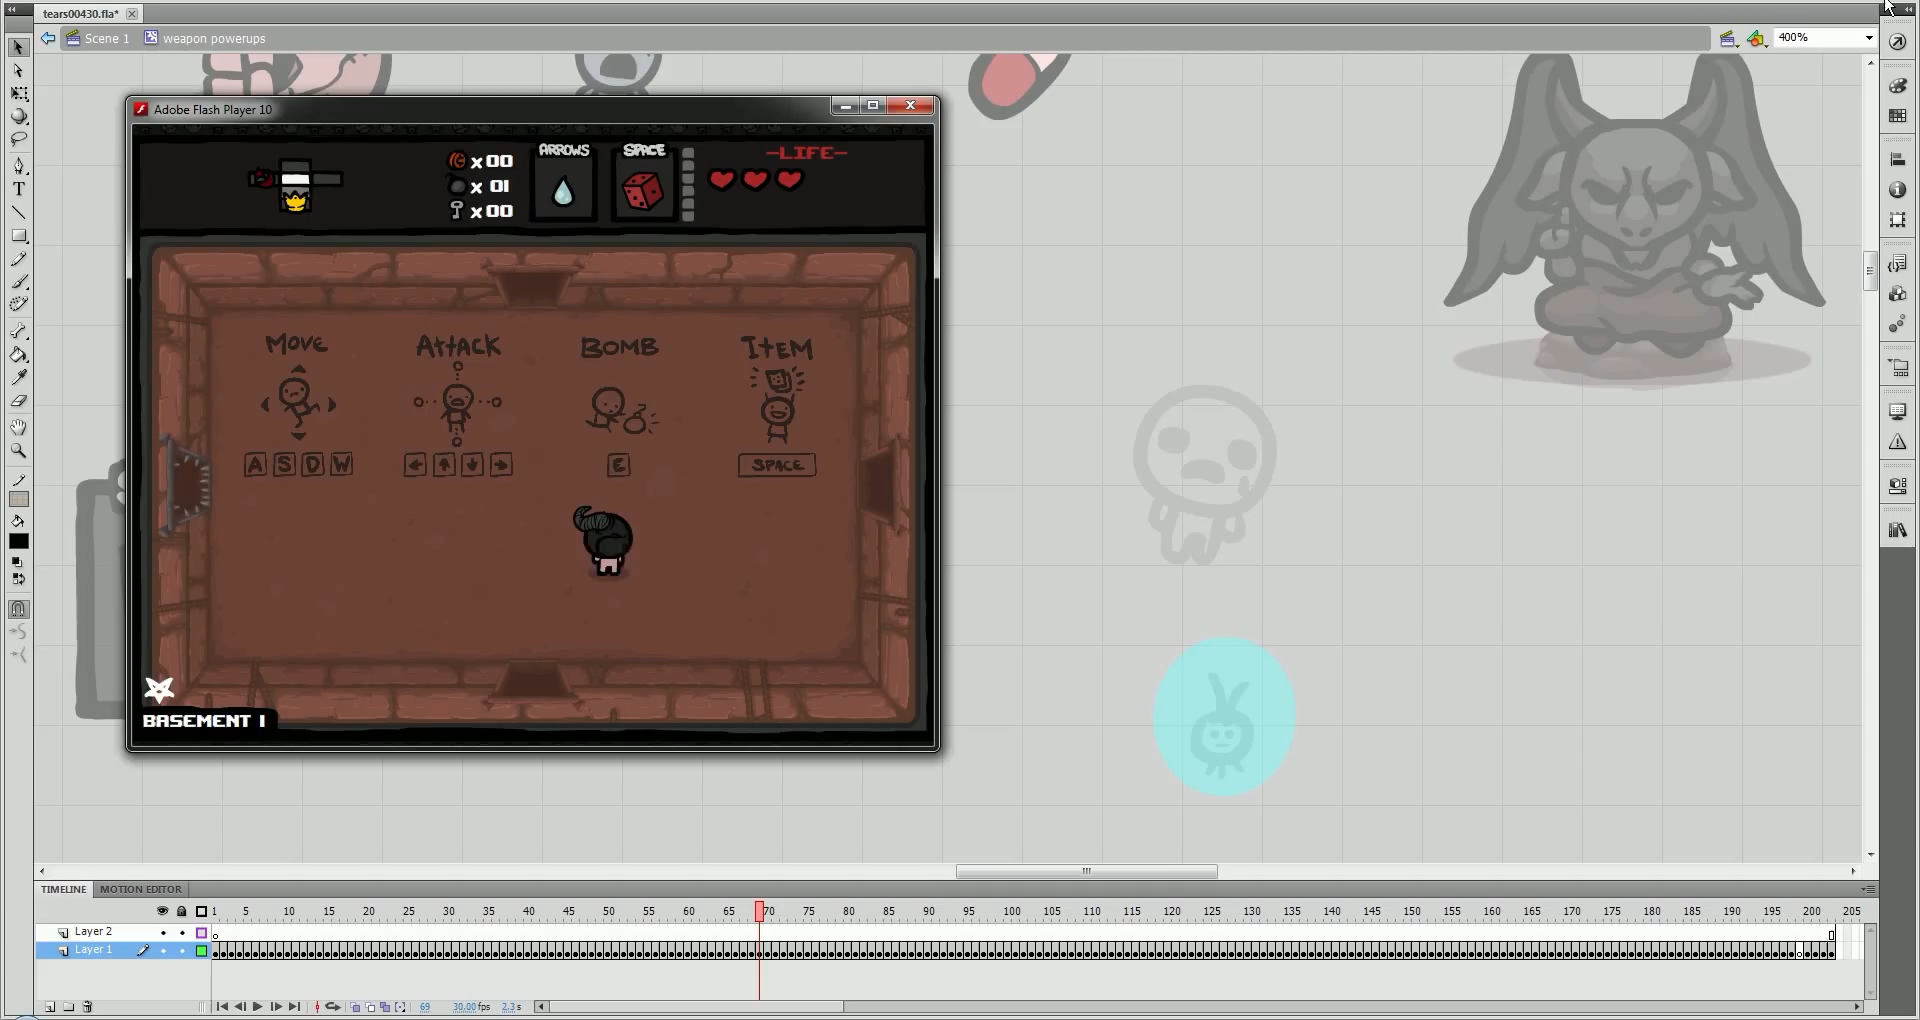 tears00430.fla*
Scene 1
weapon powerups
400%
Adobe Flash Player 10
x00
x 01
x00
ARROWS
SPACE
-LIFE-
MOVE
ATTACK
BOMB
ITEM
A S D W
E
SPACE
BASEMENT I
TIMELINE
MOTION EDITOR
1 5 10 15 20 25 30 35 40 45 50 55 60 65 70 75 80 85 90 95 100 105 110 115 120 125 130 135 140 145 150 155 160 165 170 175 180 185 190 195 200 205
Layer 2
Layer 1
69 30.00 fps 2.3 s